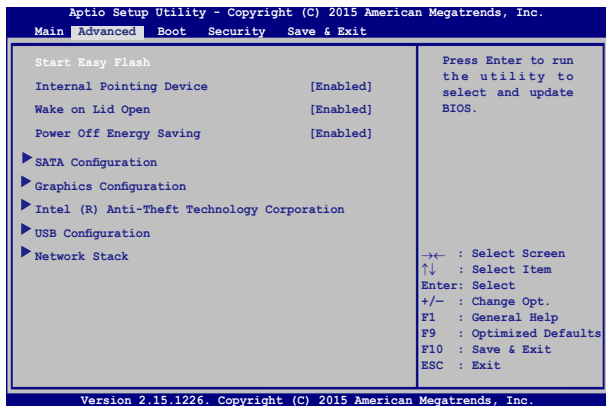 Aptio Setup Utility - Copyright (C) 2015 American Megatrends, Inc.
Main Advanced Boot Security Save & Exit
Start Easy Flash
Internal Pointing Device [Enabled]
Wake on Lid Open [Enabled]
Power Off Energy Saving [Enabled]
SATA Configuration
Graphics Configuration
Intel (R) Anti-Theft Technology Corporation
USB Configuration
Network Stack
Press Enter to run
the utility to
select and update
BIOS.
→← : Select Screen
↑↓ : Select Item
Enter: Select
+/— : Change Opt.
F1 : General Help
F9 : Optimized Defaults
F10 : Save & Exit
ESC : Exit
Version 2.15.1226. Copyright (C) 2015 American Megatrends, Inc.